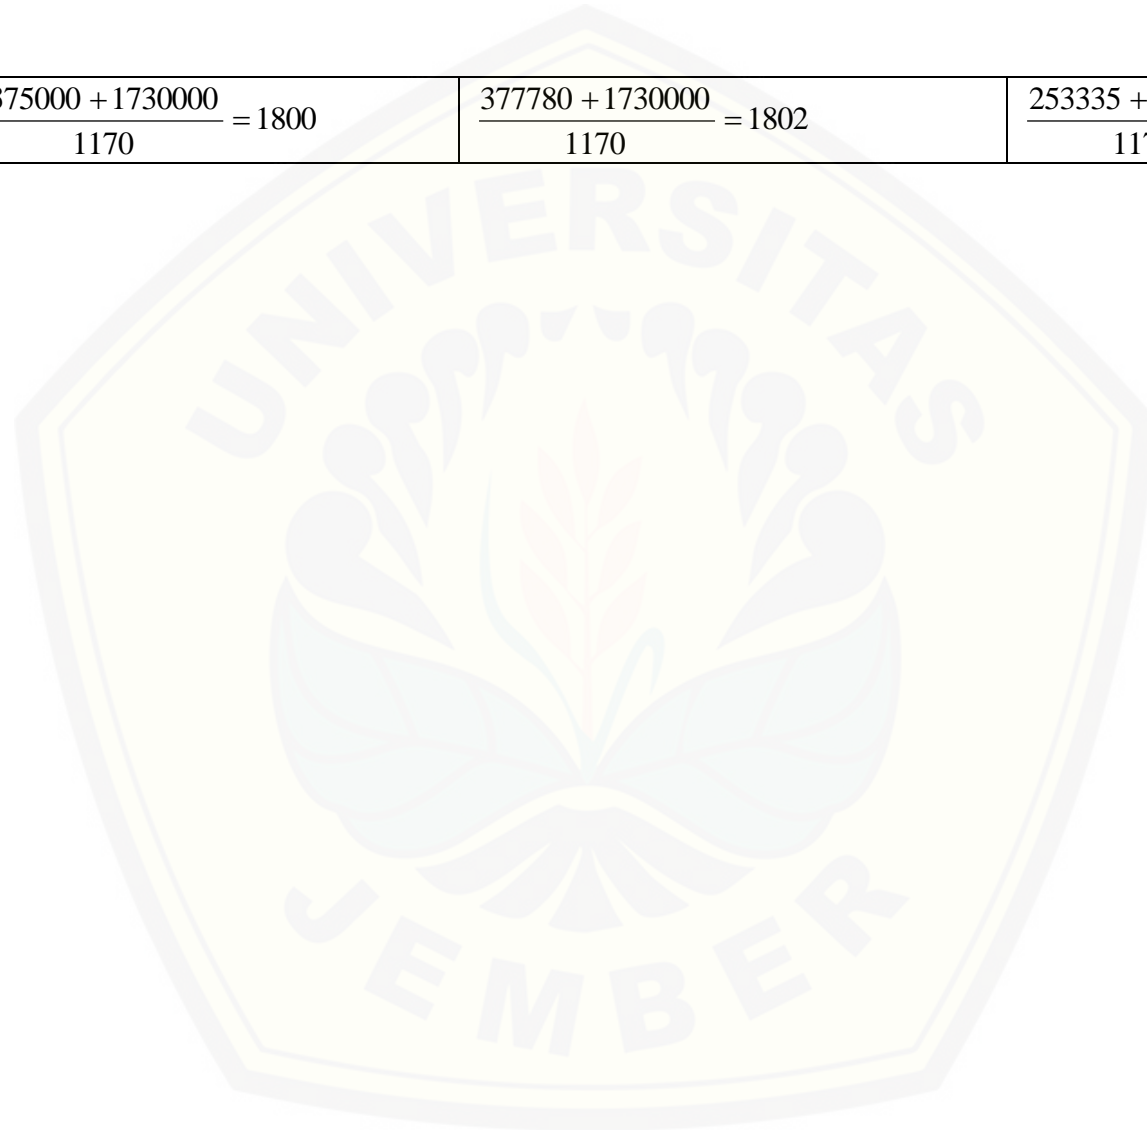 375000 + 1730000 / 1170 = 1800
377780 + 1730000 / 1170 = 1802
253335 +
UNIVERSITAS
JEMBER